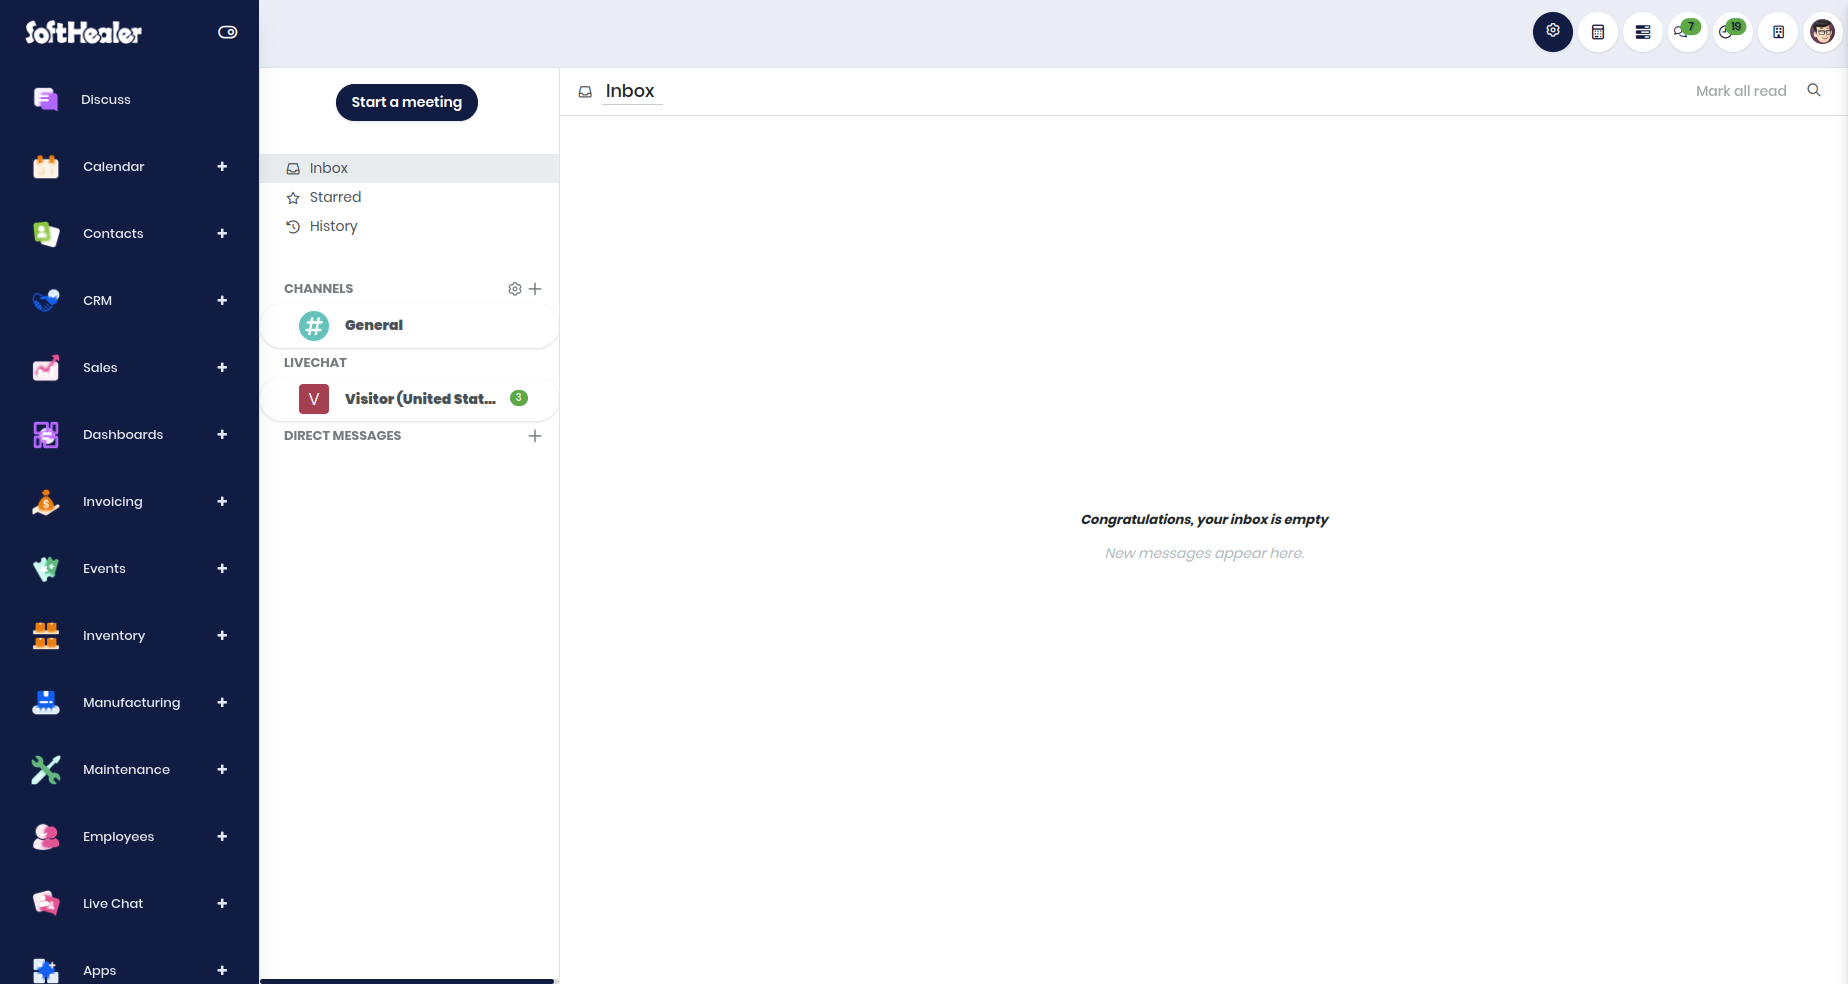 SoftHealer
Discuss
Calendar
Contacts
CRM
Sales
Dashboards
Invoicing
Events
Inventory
Manufacturing
Maintenance
Employees
Live Chat
Apps
7
19
Start a meeting
Inbox
Starred
History
CHANNELS
General
LIVECHAT
V Visitor (United Stat... 3
DIRECT MESSAGES
Inbox
Mark all read
Congratulations, your inbox is empty
New messages appear here.